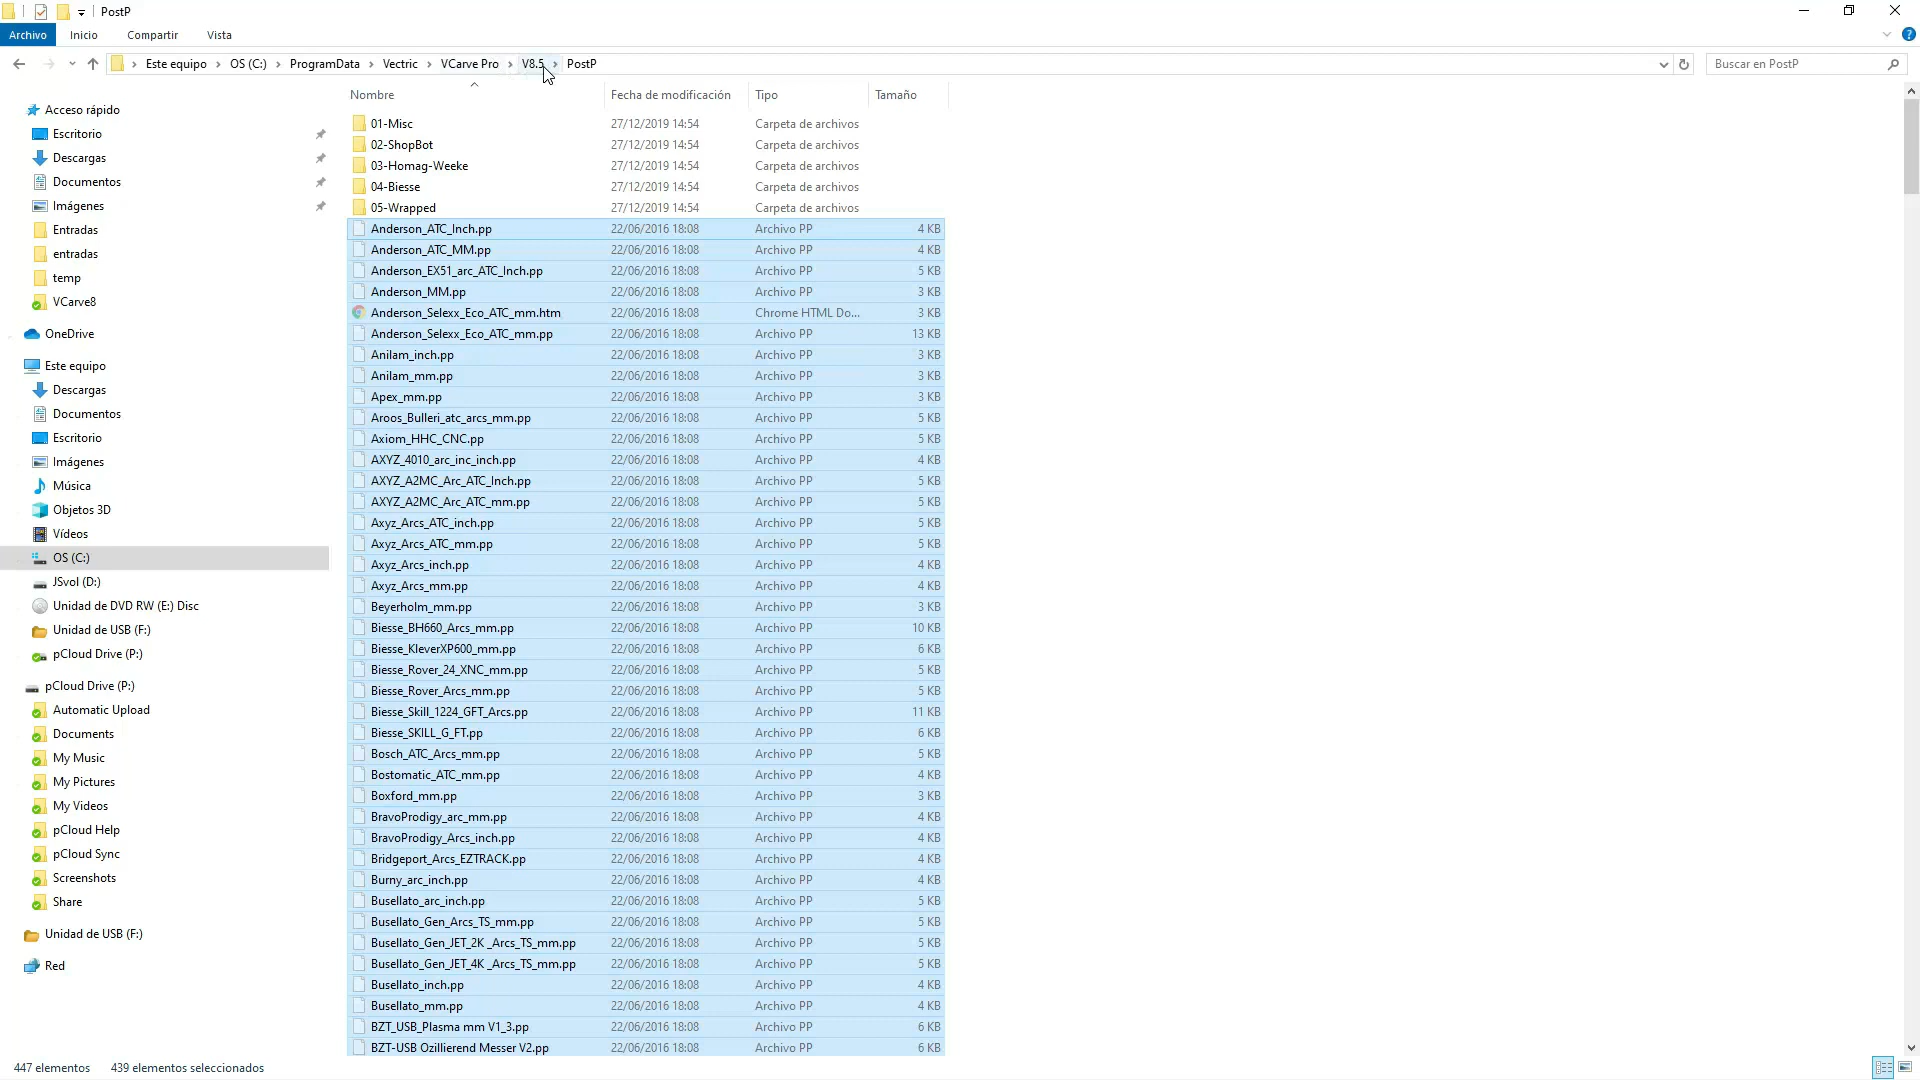 PostP
Archivo Inicio Compartir Vista
Este equipo OS (C:) ProgramData Vectric VCarve Pro V8.5 PostP Buscar en PostP
Nombre Fecha de modificación Tipo Tamaño
Acceso rápido
Escritorio
Descargas
Documentos
Imágenes
Entradas
entradas
temp
VCarve8
OneDrive
Este equipo
Descargas
Documentos
Escritorio
Imágenes
Música
Objetos 3D
Vídeos
OS (C:)
JSvol (D:)
Unidad de DVD RW (E:) Disc
Unidad de USB (F:)
pCloud Drive (P:)
pCloud Drive (P:)
Automatic Upload
Documents
My Music
My Pictures
My Videos
pCloud Help
pCloud Sync
Screenshots
Share
Unidad de USB (F:)
Red
01-Misc 27/12/2019 14:54 Carpeta de archivos
02-ShopBot 27/12/2019 14:54 Carpeta de archivos
03-Homag-Weeke 27/12/2019 14:54 Carpeta de archivos
04-Biesse 27/12/2019 14:54 Carpeta de archivos
05-Wrapped 27/12/2019 14:54 Carpeta de archivos
Anderson_ATC_Inch.pp 22/06/2016 18:08 Archivo PP 4 KB
Anderson_ATC_MM.pp 22/06/2016 18:08 Archivo PP 4 KB
Anderson_EX51_arc_ATC_Inch.pp 22/06/2016 18:08 Archivo PP 5 KB
Anderson_MM.pp 22/06/2016 18:08 Archivo PP 3 KB
Anderson_Selexx_Eco_ATC_mm.htm 22/06/2016 18:08 Chrome HTML Do... 3 KB
Anderson_Selexx_Eco_ATC_mm.pp 22/06/2016 18:08 Archivo PP 13 KB
Anilam_inch.pp 22/06/2016 18:08 Archivo PP 3 KB
Anilam_mm.pp 22/06/2016 18:08 Archivo PP 3 KB
Apex_mm.pp 22/06/2016 18:08 Archivo PP 3 KB
Aroos_Bulleri_atc_arcs_mm.pp 22/06/2016 18:08 Archivo PP 5 KB
Axiom_HHC_CNC.pp 22/06/2016 18:08 Archivo PP 5 KB
AXYZ_4010_arc_inc_inch.pp 22/06/2016 18:08 Archivo PP 4 KB
AXYZ_A2MC_Arc_ATC_Inch.pp 22/06/2016 18:08 Archivo PP 5 KB
AXYZ_A2MC_Arc_ATC_mm.pp 22/06/2016 18:08 Archivo PP 5 KB
Axyz_Arcs_ATC_inch.pp 22/06/2016 18:08 Archivo PP 5 KB
Axyz_Arcs_ATC_mm.pp 22/06/2016 18:08 Archivo PP 5 KB
Axyz_Arcs_inch.pp 22/06/2016 18:08 Archivo PP 4 KB
Axyz_Arcs_mm.pp 22/06/2016 18:08 Archivo PP 4 KB
Beyerholm_mm.pp 22/06/2016 18:08 Archivo PP 3 KB
Biesse_BH660_Arcs_mm.pp 22/06/2016 18:08 Archivo PP 10 KB
Biesse_KleverXP600_mm.pp 22/06/2016 18:08 Archivo PP 6 KB
Biesse_Rover_24_XNC_mm.pp 22/06/2016 18:08 Archivo PP 5 KB
Biesse_Rover_Arcs_mm.pp 22/06/2016 18:08 Archivo PP 5 KB
Biesse_Skill_1224_GFT_Arcs.pp 22/06/2016 18:08 Archivo PP 11 KB
Biesse_SKILL_G_FT.pp 22/06/2016 18:08 Archivo PP 6 KB
Bosch_ATC_Arcs_mm.pp 22/06/2016 18:08 Archivo PP 5 KB
Bostomatic_ATC_mm.pp 22/06/2016 18:08 Archivo PP 4 KB
Boxford_mm.pp 22/06/2016 18:08 Archivo PP 3 KB
BravoProdigy_arc_mm.pp 22/06/2016 18:08 Archivo PP 4 KB
BravoProdigy_Arcs_inch.pp 22/06/2016 18:08 Archivo PP 4 KB
Bridgeport_Arcs_EZTRACK.pp 22/06/2016 18:08 Archivo PP 4 KB
Burny_arc_inch.pp 22/06/2016 18:08 Archivo PP 4 KB
Busellato_arc_inch.pp 22/06/2016 18:08 Archivo PP 5 KB
Busellato_Gen_Arcs_TS_mm.pp 22/06/2016 18:08 Archivo PP 5 KB
Busellato_Gen_JET_2K _Arcs_TS_mm.pp 22/06/2016 18:08 Archivo PP 5 KB
Busellato_Gen_JET_4K _Arcs_TS_mm.pp 22/06/2016 18:08 Archivo PP 5 KB
Busellato_inch.pp 22/06/2016 18:08 Archivo PP 4 KB
Busellato_mm.pp 22/06/2016 18:08 Archivo PP 4 KB
BZT_USB_Plasma mm V1_3.pp 22/06/2016 18:08 Archivo PP 6 KB
BZT-USB Ozillierend Messer V2.pp 22/06/2016 18:08 Archivo PP 6 KB
447 elementos 439 elementos seleccionados